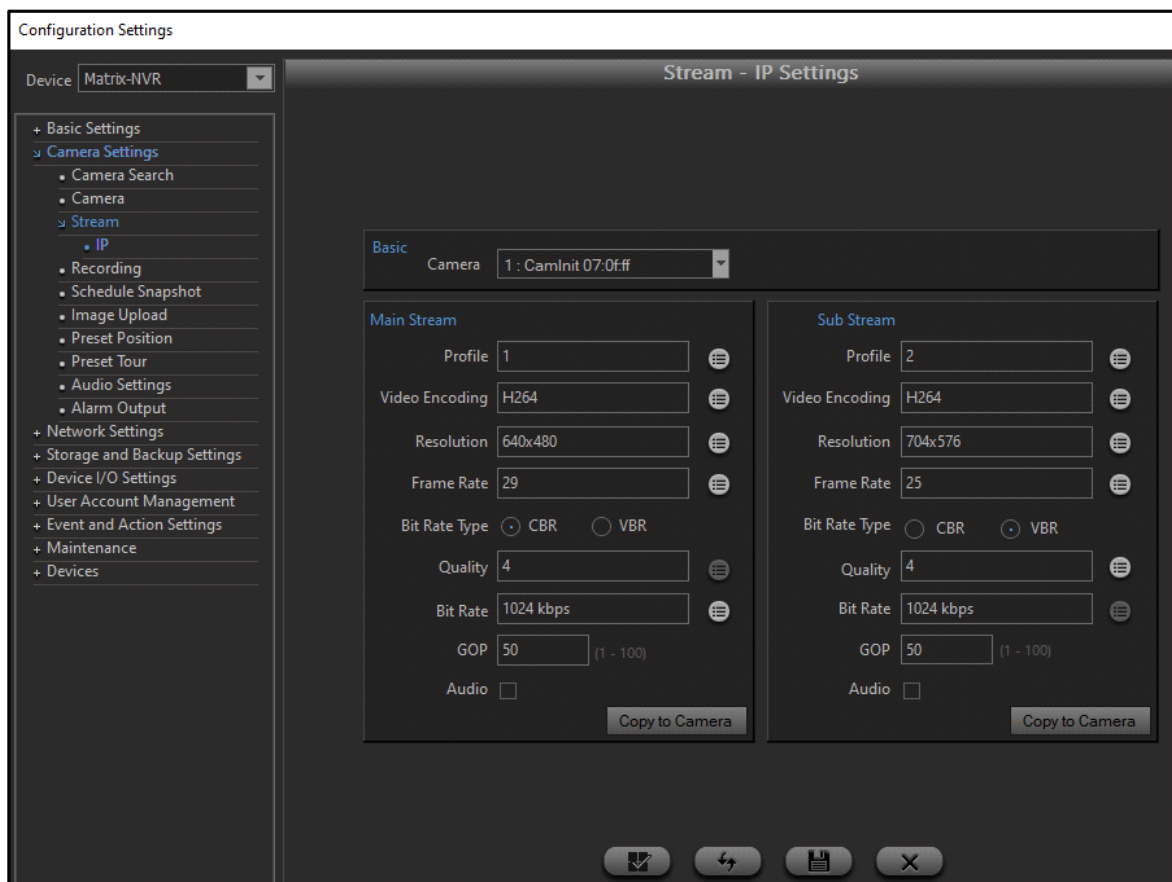 Configuration Settings
Device Matrix-NVR
Stream - IP Settings
+ Basic Settings
Camera Settings
Camera Search
Camera
Stream
IP
Recording
Schedule Snapshot
Image Upload
Preset Position
Preset Tour
Audio Settings
Alarm Output
+ Network Settings
+ Storage and Backup Settings
+ Device I/O Settings
+ User Account Management
+ Event and Action Settings
+ Maintenance
+ Devices
Basic
Camera 1 : CamInit 07:0f:ff
Main Stream
Profile 1
Video Encoding H264
Resolution 640x480
Frame Rate 29
Bit Rate Type CBR VBR
Quality 4
Bit Rate 1024 kbps
GOP 50 (1 - 100)
Audio
Copy to Camera
Sub Stream
Profile 2
Video Encoding H264
Resolution 704x576
Frame Rate 25
Bit Rate Type CBR VBR
Quality 4
Bit Rate 1024 kbps
GOP 50 (1 - 100)
Audio
Copy to Camera